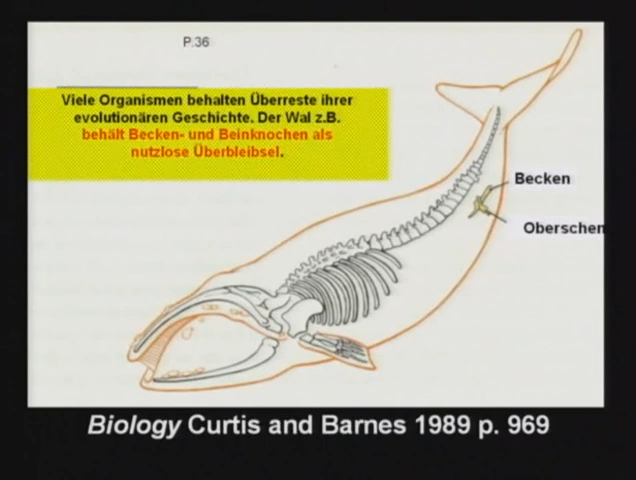 P.36
Viele Organismen behalten Überreste ihrer
evolutionären Geschichte. Der Wal z.B.
behält Becken- und Beinknochen als
nutzlose Überbleibsel.
Becken
Oberschen
Biology Curtis and Barnes 1989 p. 969